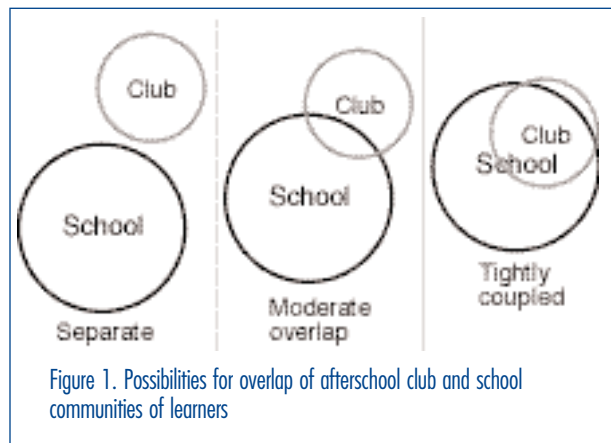 Club
School
Separate
Club
School
Moderate
overlap
Club
School
Tightly
coupled
Figure 1. Possibilities for overlap of afterschool club and school
communities of learners